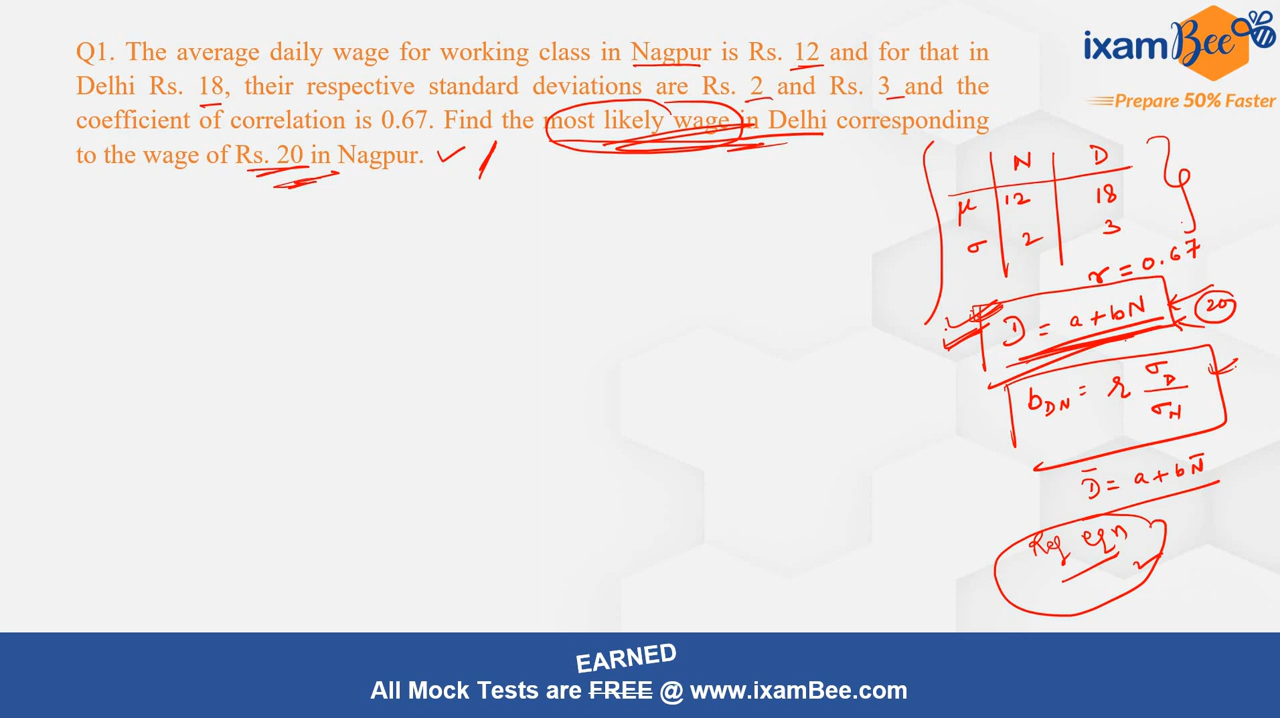 ixamBee
Prepare 50% Faster
Q1. The average daily wage for working class in Nagpur is Rs. 12 and for that in
Delhi Rs. 18, their respective standard deviations are Rs. 2 and Rs. 3 and the
coefficient of correlation is 0.67. Find the most likely wage in Delhi corresponding
to the wage of Rs. 20 in Nagpur.
N D
μ 12 18
σ 2 3
r = 0.67
D = a + bN 20
b_DN = r σ_D / σ_N
D̄ = a + b N̄
Reg eqn
EARNED
All Mock Tests are FREE @ www.ixamBee.com